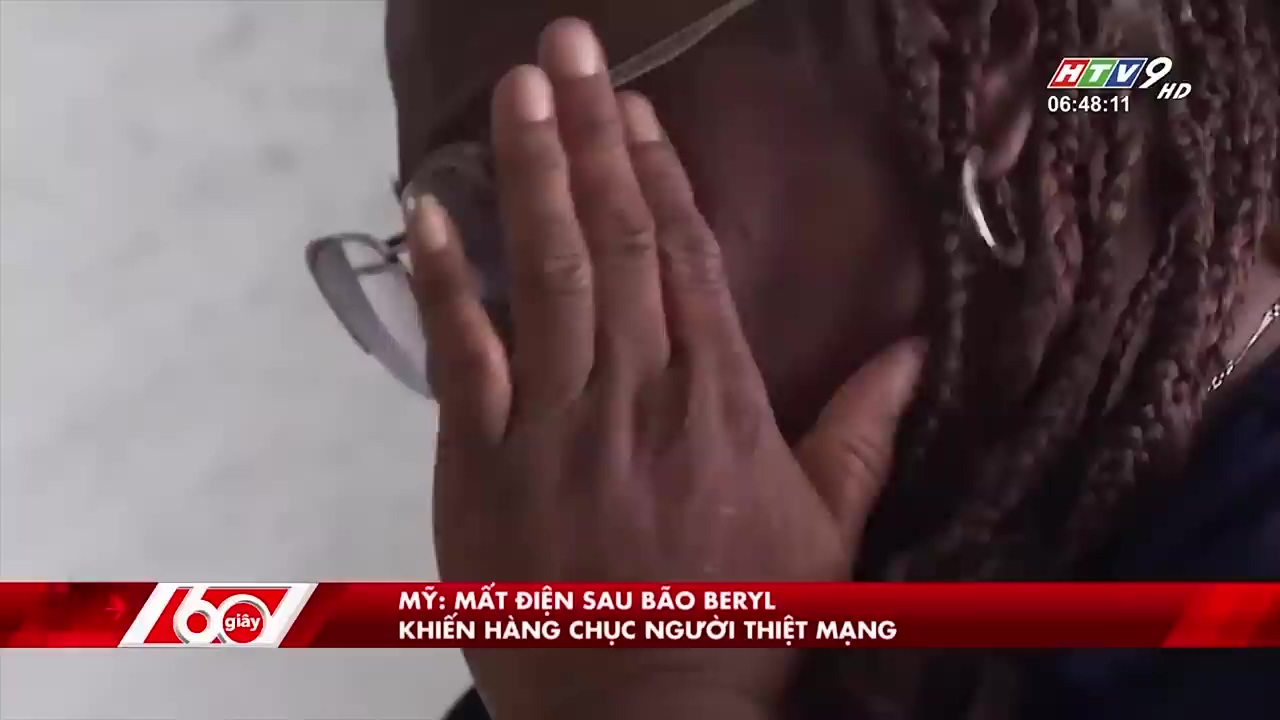 HTV9 HD
06:48:11
60 giây
MỸ: MẤT ĐIỆN SAU BÃO BERYL
KHIẾN HÀNG CHỤC NGƯỜI THIỆT MẠNG